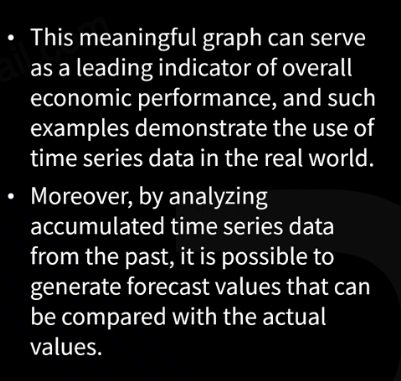 • This meaningful graph can serve
as a leading indicator of overall
economic performance, and such
examples demonstrate the use of
time series data in the real world.
• Moreover, by analyzing
accumulated time series data
from the past, it is possible to
generate forecast values that can
be compared with the actual
values.